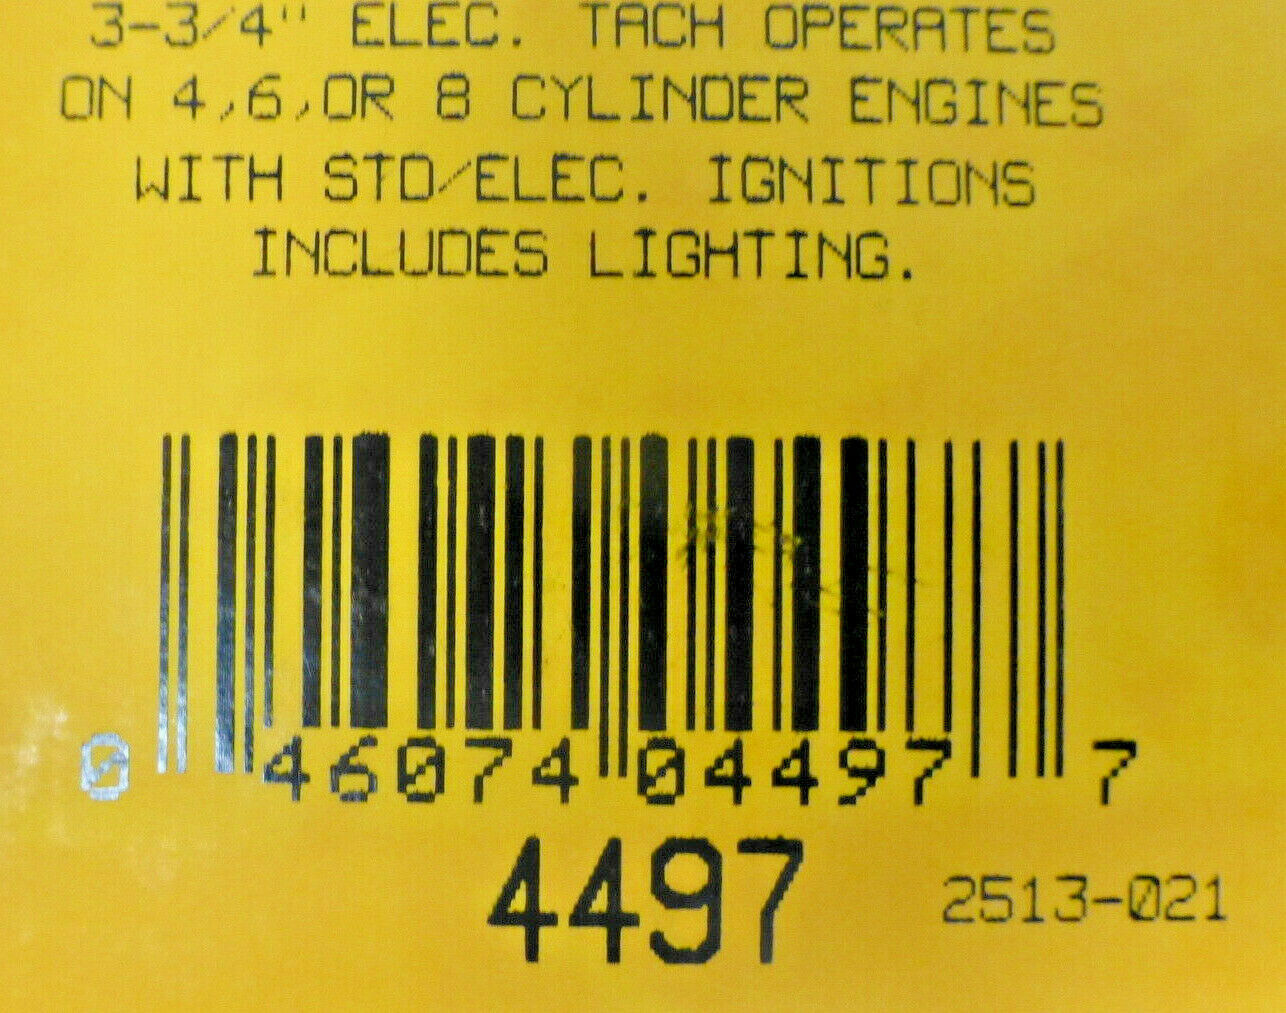 3-3/4" ELEC. TACH OPERATES
ON 4,6,OR 8 CYLINDER ENGINES
WITH STD/ELEC. IGNITIONS
INCLUDES LIGHTING.
0 46074 04497 7
4497
2513-021